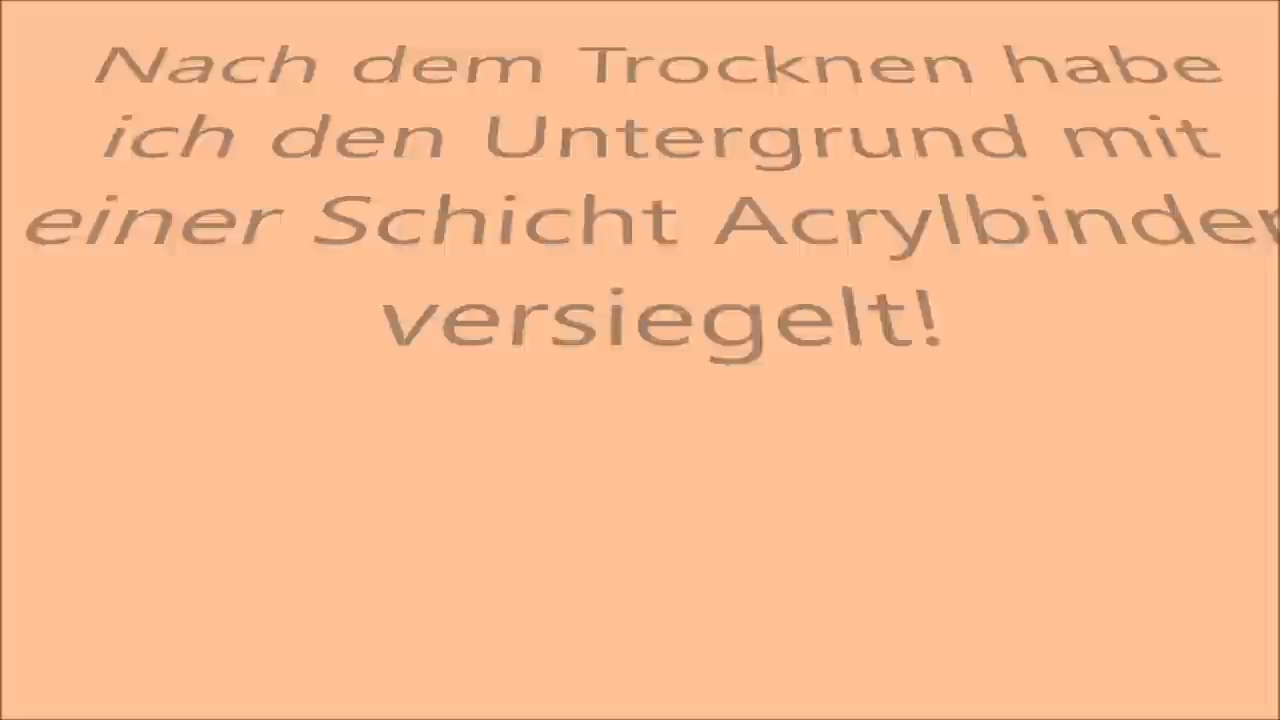 Nach dem Trocknen habe
ich den Untergrund mit
einer Schicht Acrylbinder
versiegelt!